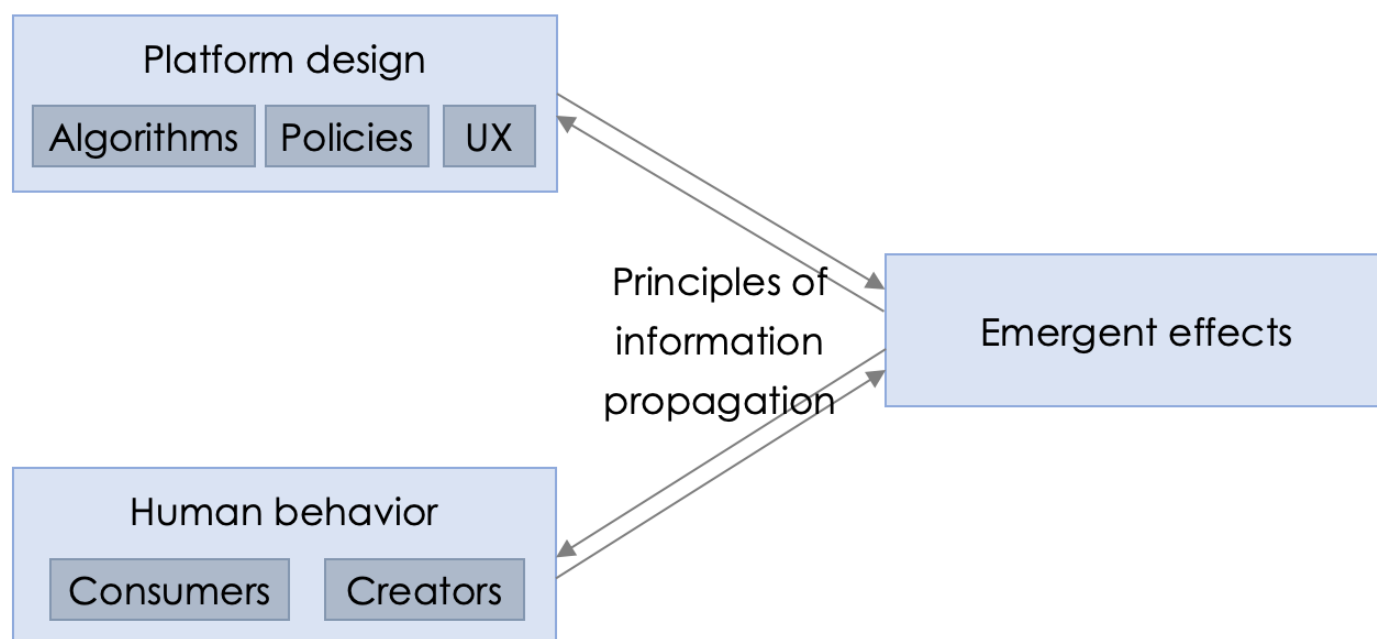 Platform design
Algorithms Policies UX
Principles of
information
propagation
Emergent effects
Human behavior
Consumers Creators